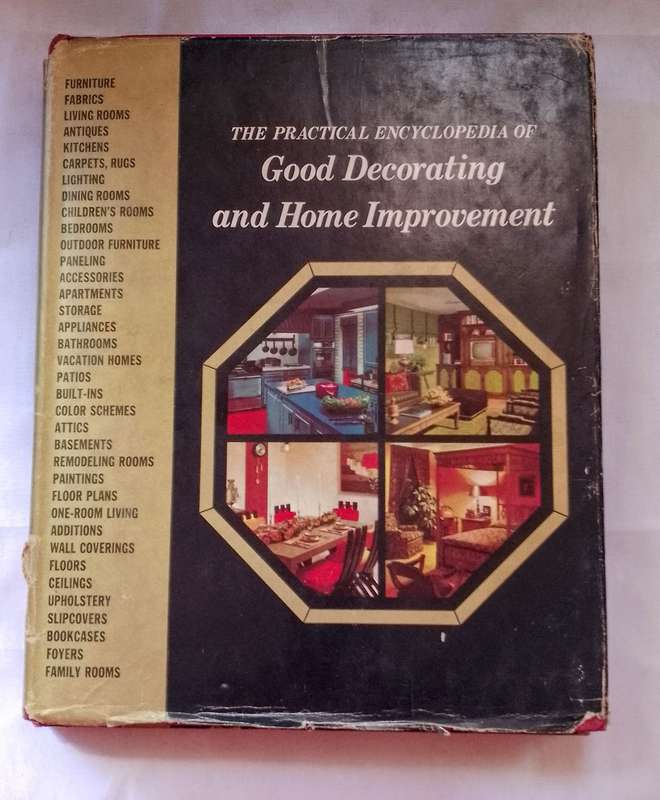 FURNITURE
FABRICS
LIVING ROOMS
ANTIQUES
KITCHENS
CARPETS, RUGS
LIGHTING
DINING ROOMS
CHILDREN'S ROOMS
BEDROOMS
OUTDOOR FURNITURE
PANELING
ACCESSORIES
APARTMENTS
STORAGE
APPLIANCES
BATHROOMS
VACATION HOMES
PATIOS
BUILT-INS
COLOR SCHEMES
ATTICS
BASEMENTS
REMODELING ROOMS
PAINTINGS
FLOOR PLANS
ONE-ROOM LIVING
ADDITIONS
WALL COVERINGS
FLOORS
CEILINGS
UPHOLSTERY
SLIPCOVERS
BOOKCASES
FOYERS
FAMILY ROOMS
THE PRACTICAL ENCYCLOPEDIA OF
Good Decorating
and Home Improvement